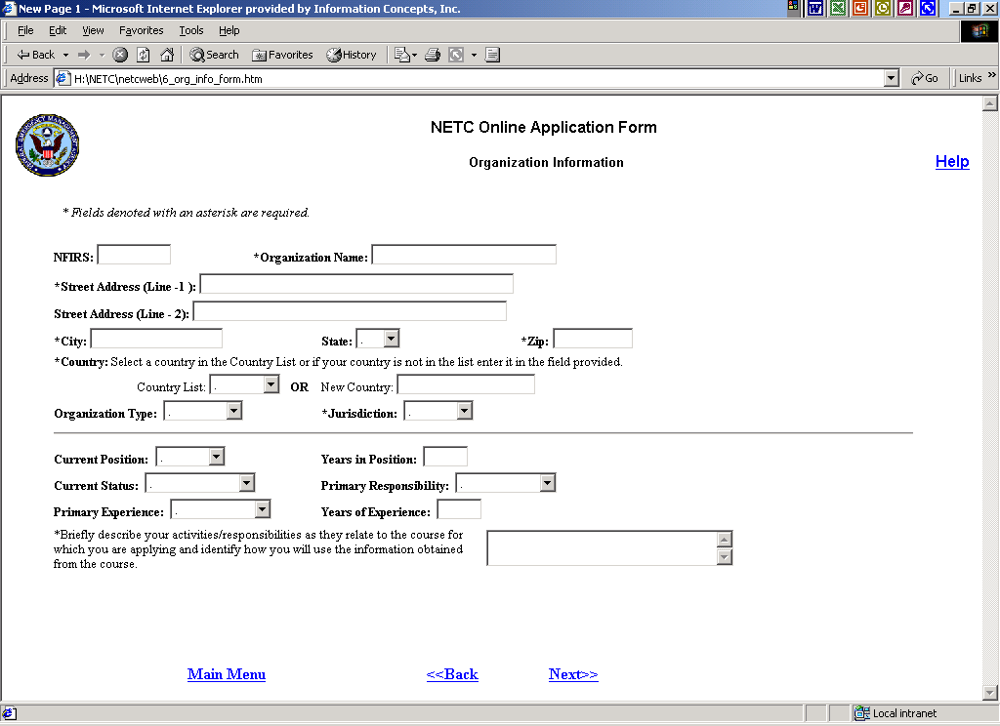 New Page 1 - Microsoft Internet Explorer provided by Information Concepts, Inc.
File Edit View Favorites Tools Help
Back Search Favorites History
Address H:\NETC\netcweb\6_org_info_form.htm Go Links »
NETC Online Application Form
Organization Information
Help
* Fields denoted with an asterisk are required.
NFIRS: *Organization Name:
*Street Address (Line -1 ):
Street Address (Line - 2):
*City: State: . *Zip:
*Country: Select a country in the Country List or if your country is not in the list enter it in the field provided.
Country List: . OR New Country:
Organization Type: . *Jurisdiction: .
Current Position: . Years in Position:
Current Status: . Primary Responsibility: .
Primary Experience: . Years of Experience:
*Briefly describe your activities/responsibilities as they relate to the course for
which you are applying and identify how you will use the information obtained
from the course.
Main Menu <<Back Next>>
Local intranet